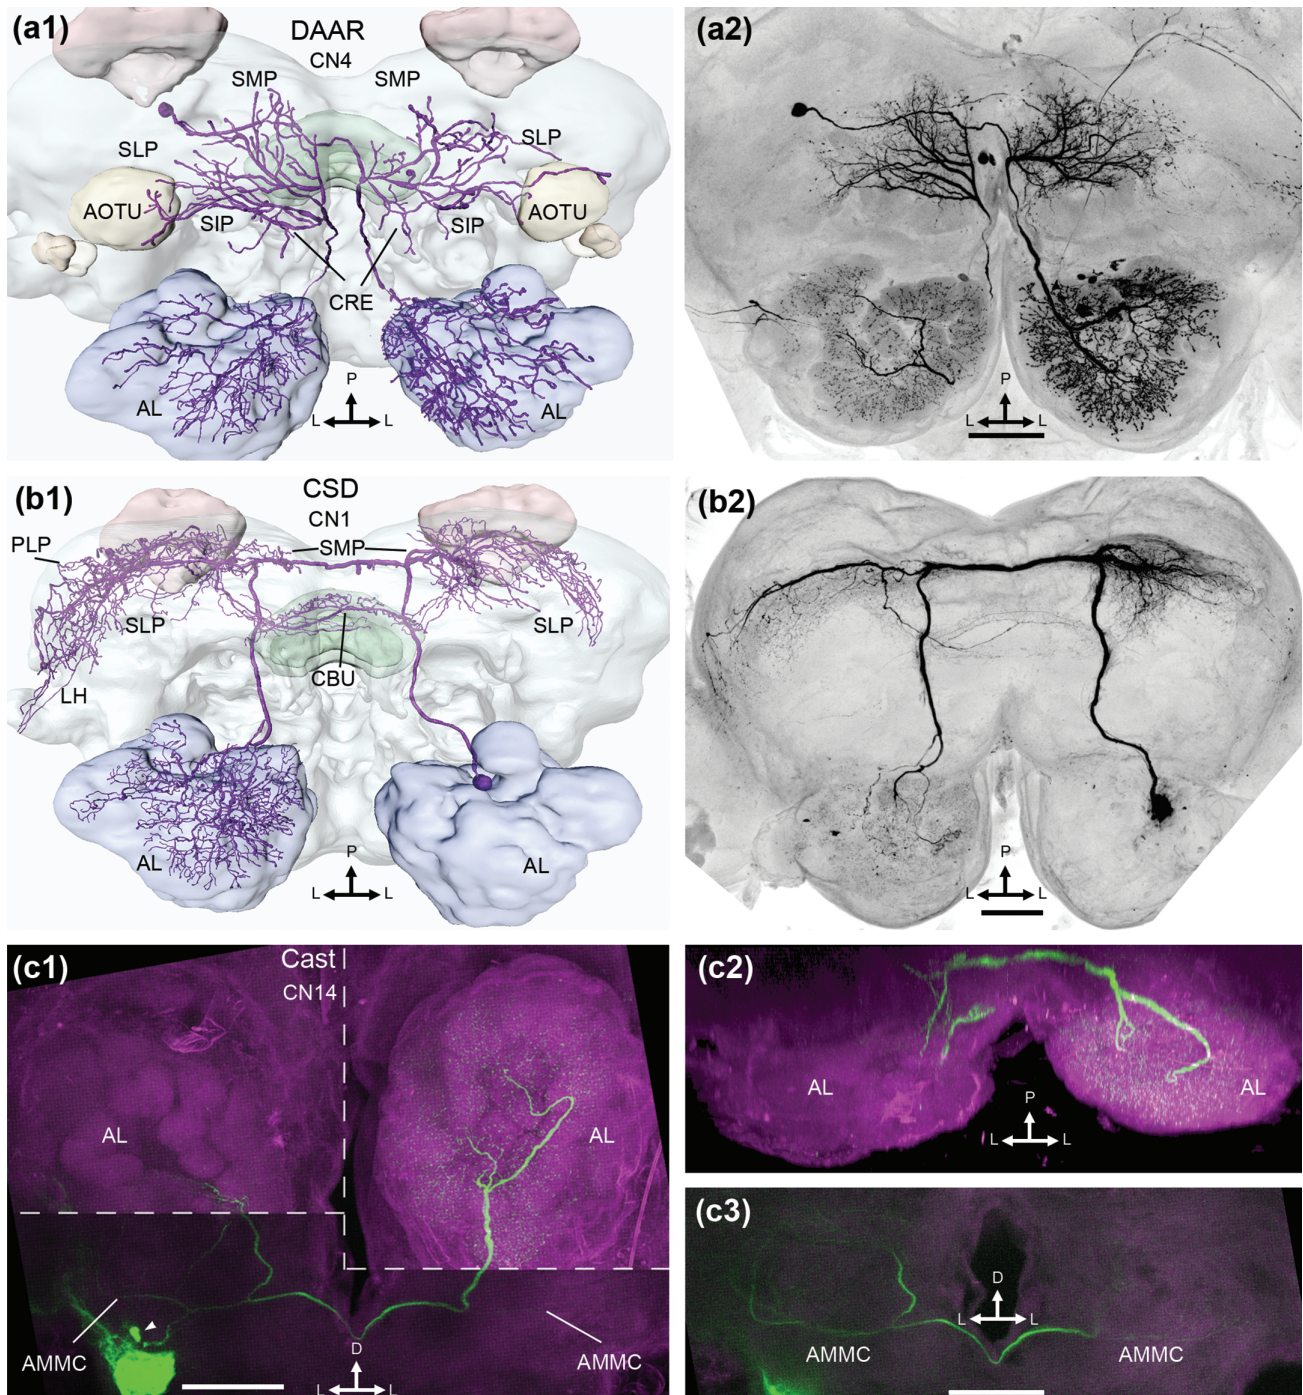 (a1)
DAAR
CN4
SMP
SMP
SLP
SLP
AOTU
AOTU
SIP
SIP
CRE
AL
AL
P
L
L
(a2)
P
L
L
(b1)
CSD
CN1
PLP
SMP
SLP
SLP
CBU
LH
AL
AL
P
L
L
(b2)
P
L
L
(c1)
Cast
CN14
AL
AL
AMMC
AMMC
D
L
L
(c2)
AL
AL
P
L
L
(c3)
D
L
L
AMMC
AMMC